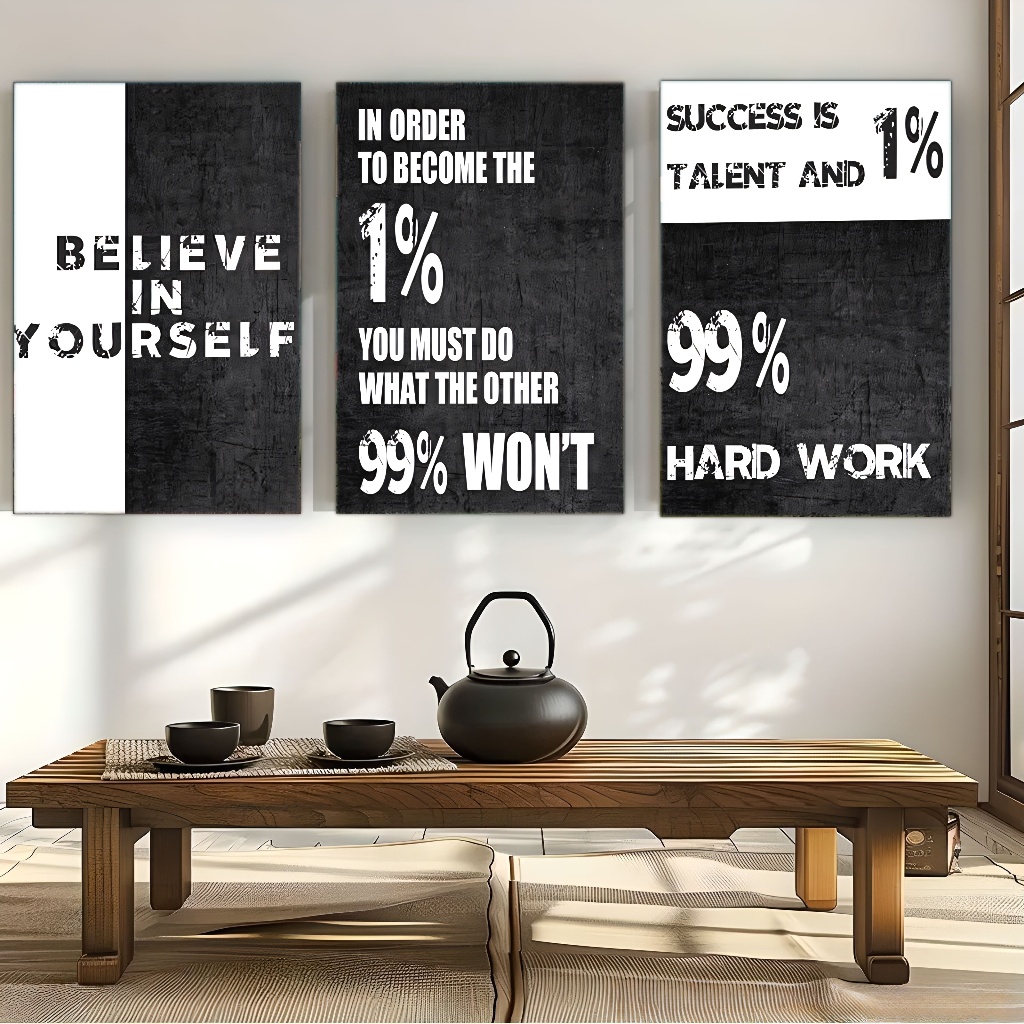 BELIEVE
IN
YOURSELF
IN ORDER
TO BECOME THE
1%
YOU MUST DO
WHAT THE OTHER
99% WON'T
SUCCESS IS
TALENT AND 1%
99%
HARD WORK